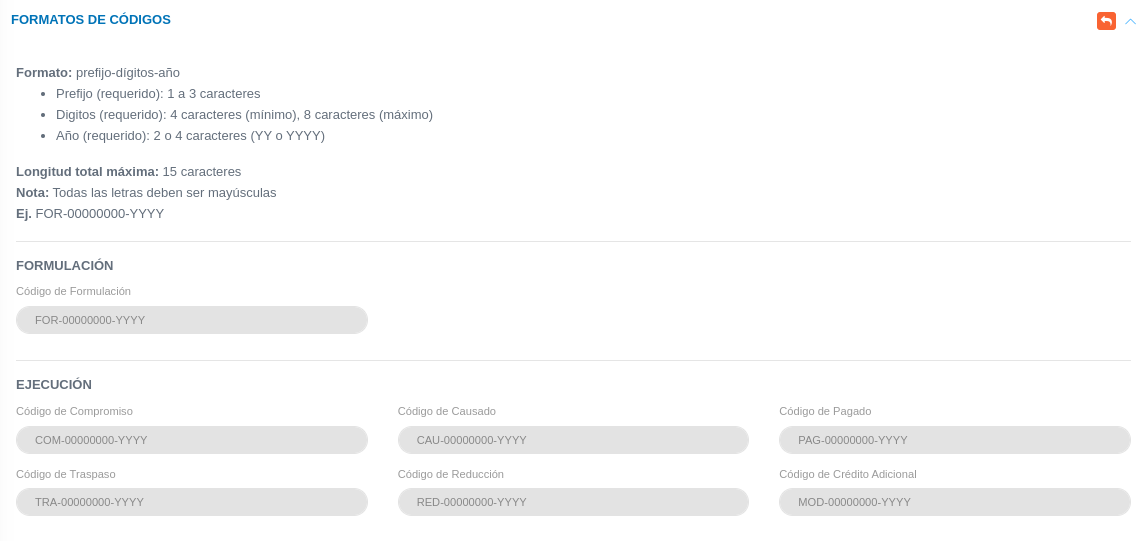 FORMATOS DE CÓDIGOS
Formato: prefijo-dígitos-año
Prefijo (requerido): 1 a 3 caracteres
Digitos (requerido): 4 caracteres (mínimo), 8 caracteres (máximo)
Año (requerido): 2 o 4 caracteres (YY o YYYY)
Longitud total máxima: 15 caracteres
Nota: Todas las letras deben ser mayúsculas
Ej. FOR-00000000-YYYY
FORMULACIÓN
Código de Formulación
FOR-00000000-YYYY
EJECUCIÓN
Código de Compromiso
COM-00000000-YYYY
Código de Causado
CAU-00000000-YYYY
Código de Pagado
PAG-00000000-YYYY
Código de Traspaso
TRA-00000000-YYYY
Código de Reducción
RED-00000000-YYYY
Código de Crédito Adicional
MOD-00000000-YYYY